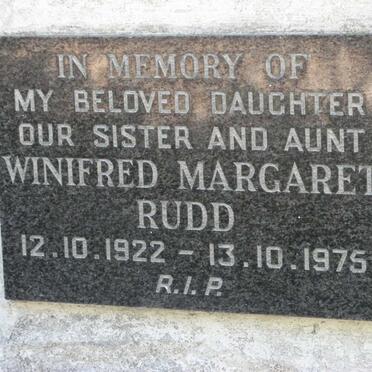 IN MEMORY OF
MY BELOVED DAUGHTER
OUR SISTER AND AUNT
WINIFRED MARGARET
RUDD
12.10.1922 – 13.10.1975
R.I.P.